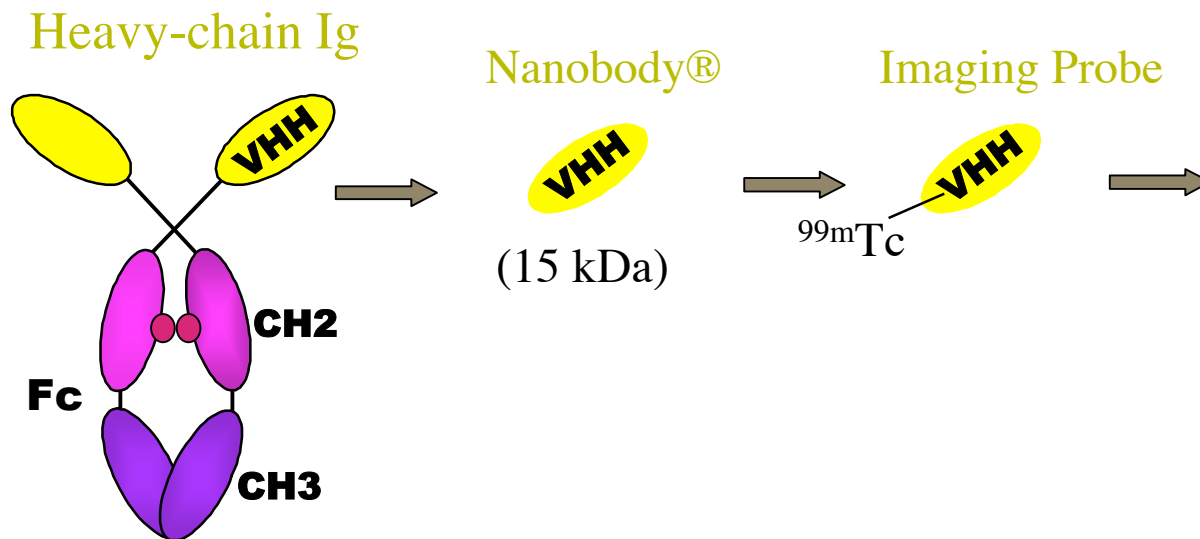 Heavy-chain Ig
Nanobody®
Imaging Probe
VHH
VHH
VHH
(15 kDa)
99mTc
CH2
Fc
CH3